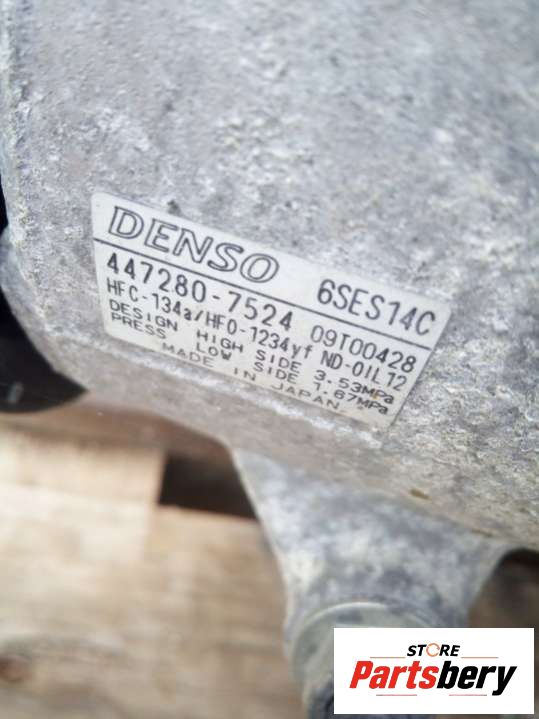 DENSO 6SES14C
447280-7524 09T00428
HFC-134a/HFO-1234yf ND-OIL12
DESIGN HIGH SIDE 3.53MPa
PRESS LOW SIDE 1.67MPa
MADE IN JAPAN
STORE
Partsbery